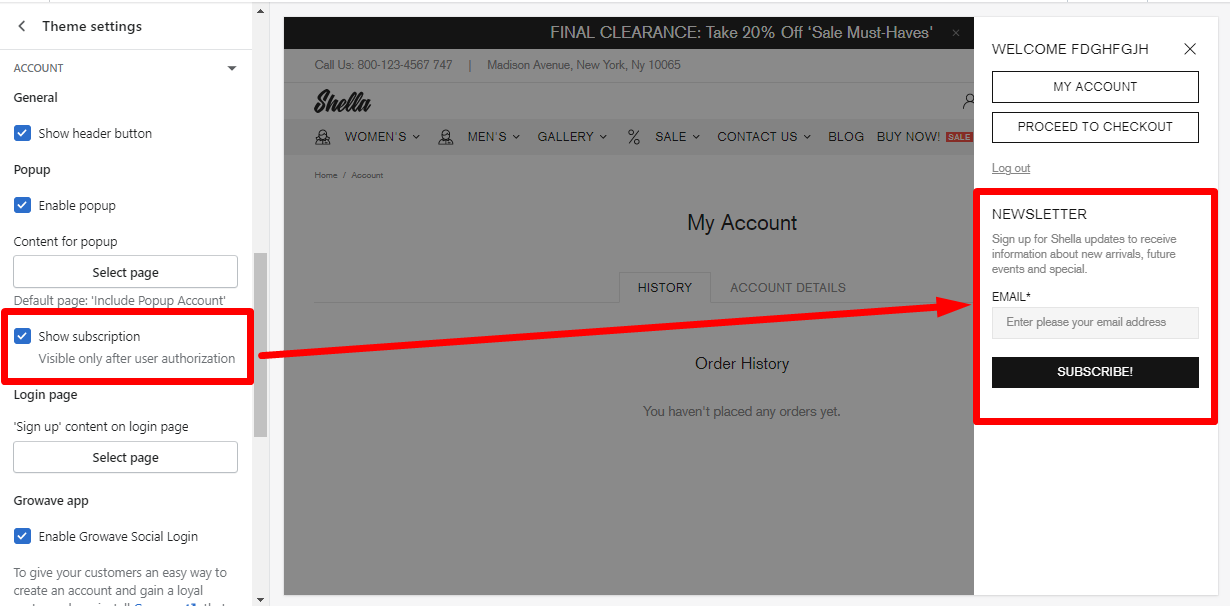 Theme settings
ACCOUNT
General
Show header button
Popup
Enable popup
Content for popup
Select page
Default page: 'Include Popup Account'
Show subscription
Visible only after user authorization
Login page
'Sign up' content on login page
Select page
Growave app
Enable Growave Social Login
To give your customers an easy way to
create an account and gain a loyal
FINAL CLEARANCE: Take 20% Off ‘Sale Must-Haves’ ×
Call Us: 800-123-4567 747 | Madison Avenue, New York, Ny 10065
Shella
WOMEN'S MEN'S GALLERY % SALE CONTACT US BLOG BUY NOW! SALE
Home / Account
My Account
HISTORY ACCOUNT DETAILS
Order History
You haven't placed any orders yet.
WELCOME FDGHFGJH
MY ACCOUNT
PROCEED TO CHECKOUT
Log out
NEWSLETTER
Sign up for Shella updates to receive
information about new arrivals, future
events and special.
EMAIL*
Enter please your email address
SUBSCRIBE!